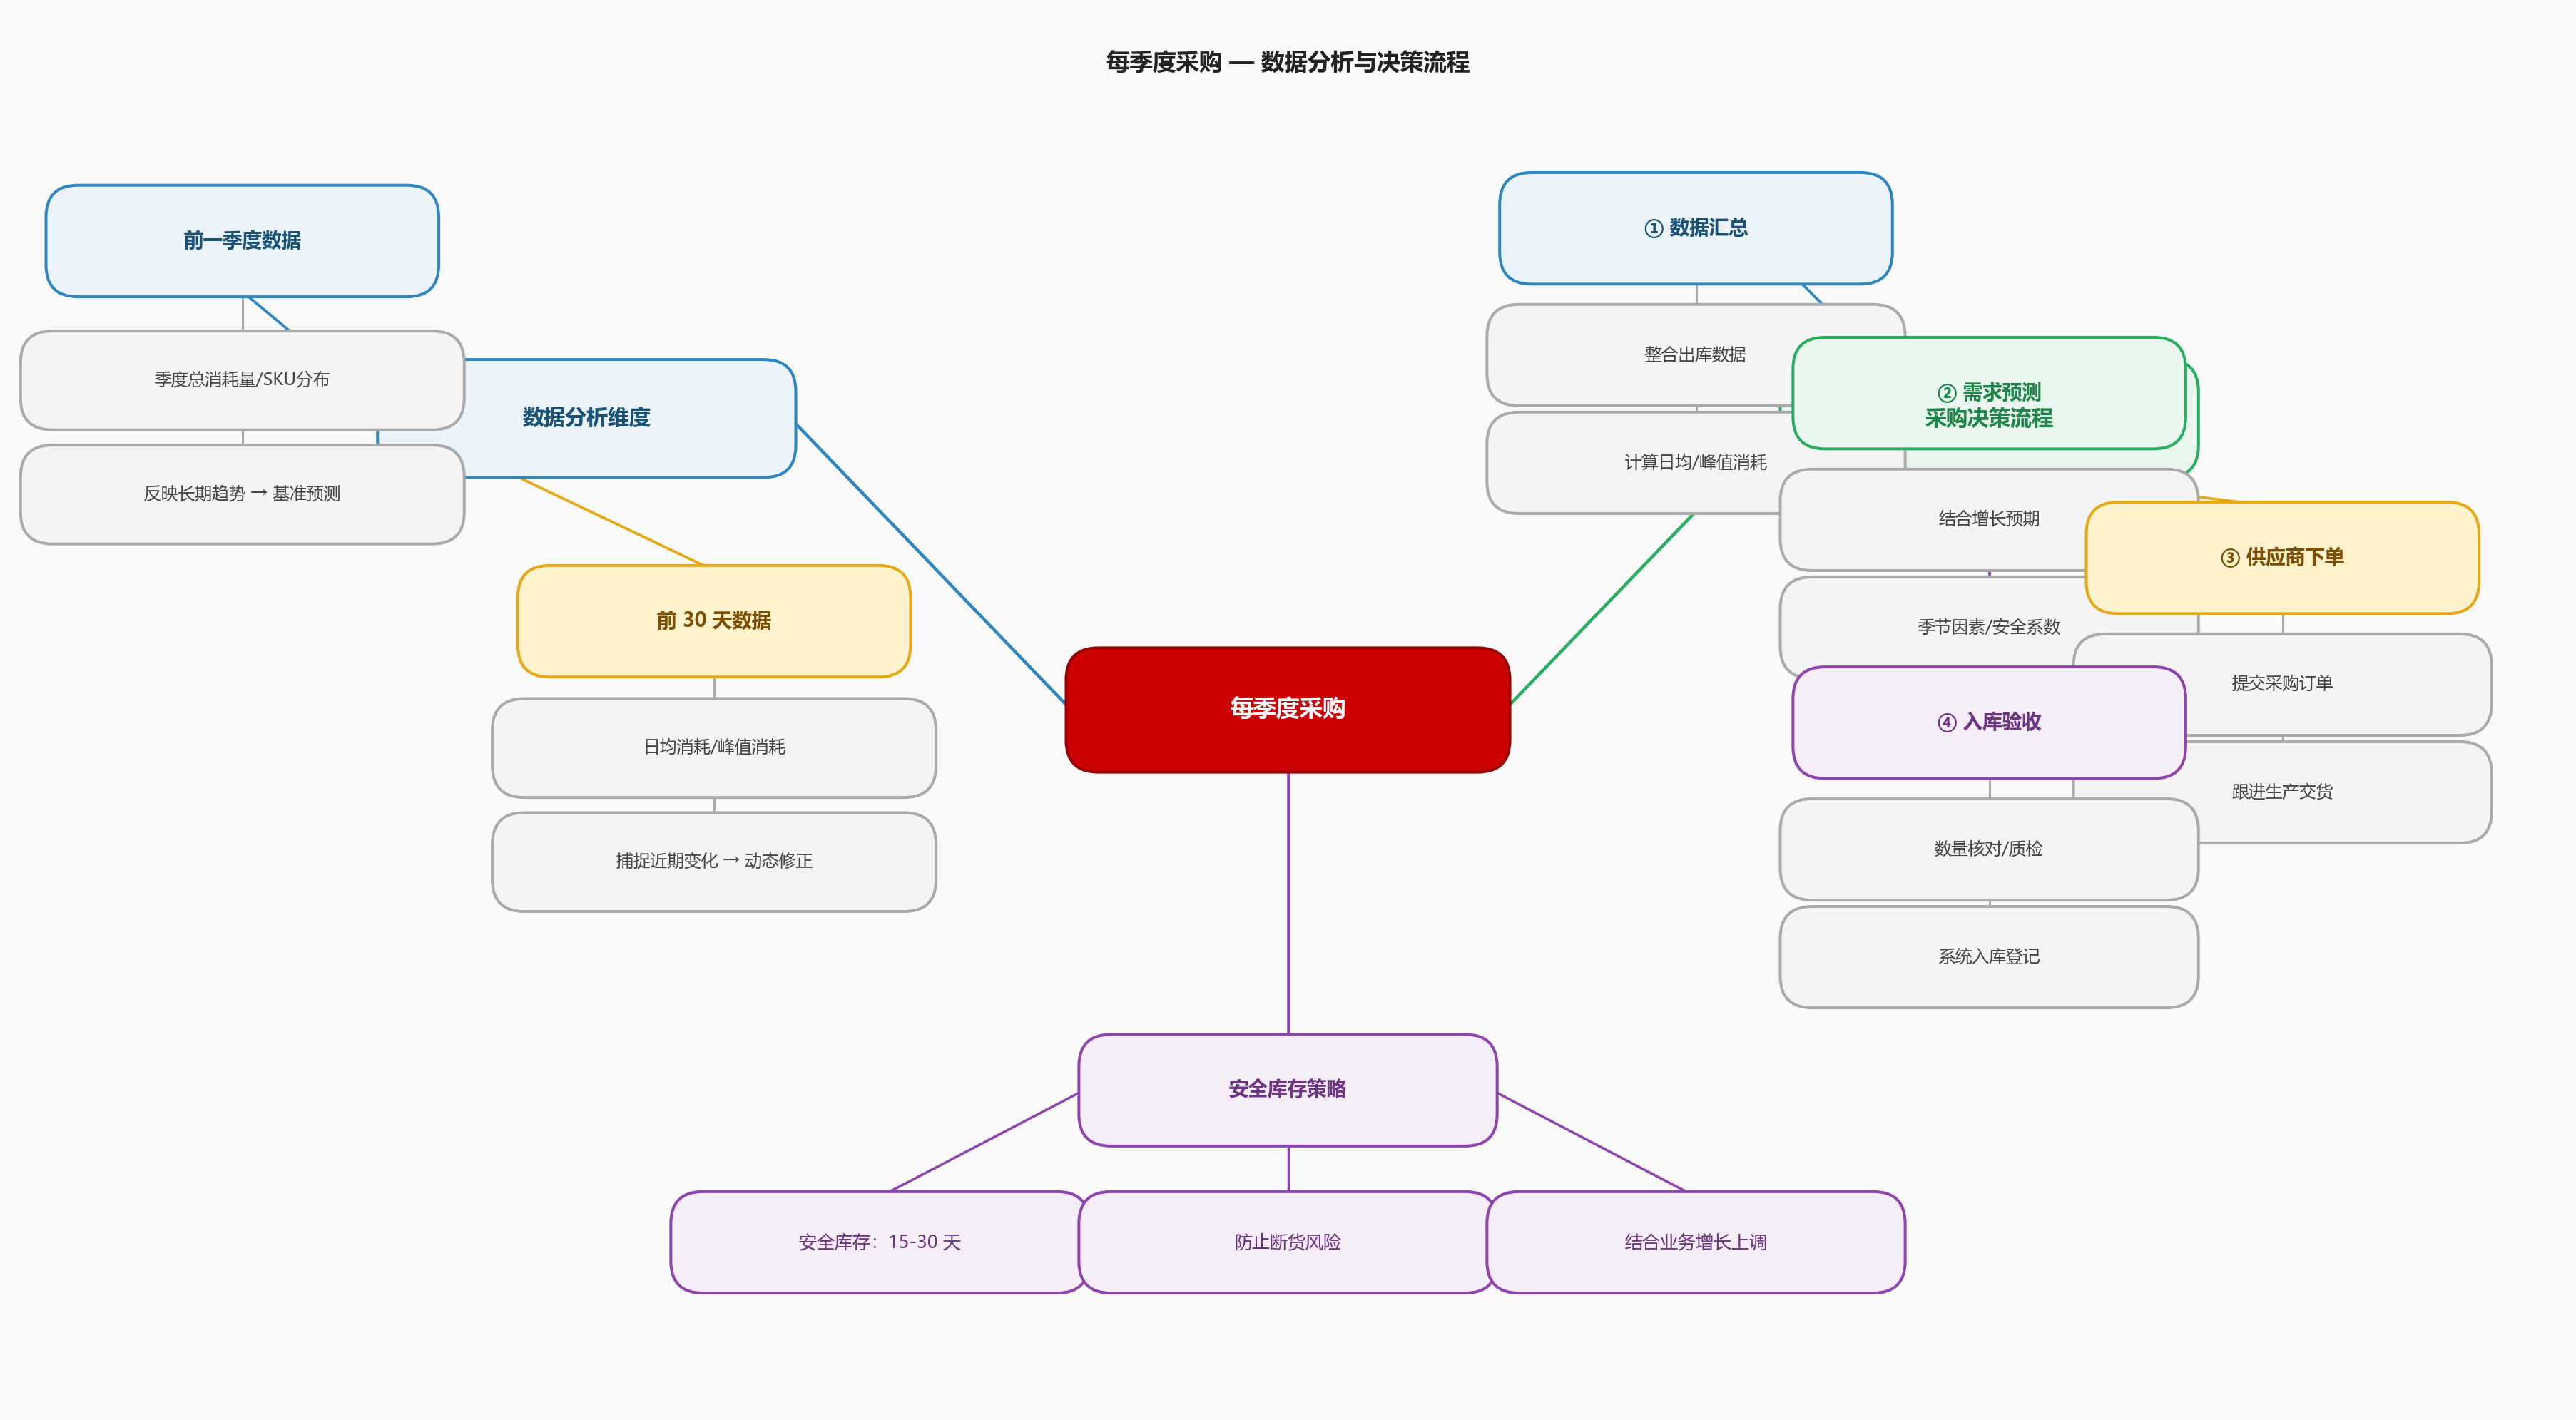 每季度采购 — 数据分析与决策流程
前一季度数据
季度总消耗量/SKU分布
反映长期趋势 → 基准预测
数据分析维度
前 30 天数据
日均消耗/峰值消耗
捕捉近期变化 → 动态修正
每季度采购
① 数据汇总
整合出库数据
计算日均/峰值消耗
② 需求预测
采购决策流程
结合增长预期
季节因素/安全系数
③ 供应商下单
提交采购订单
跟进生产交货
④ 入库验收
数量核对/质检
系统入库登记
安全库存策略
安全库存：15-30 天
防止断货风险
结合业务增长上调